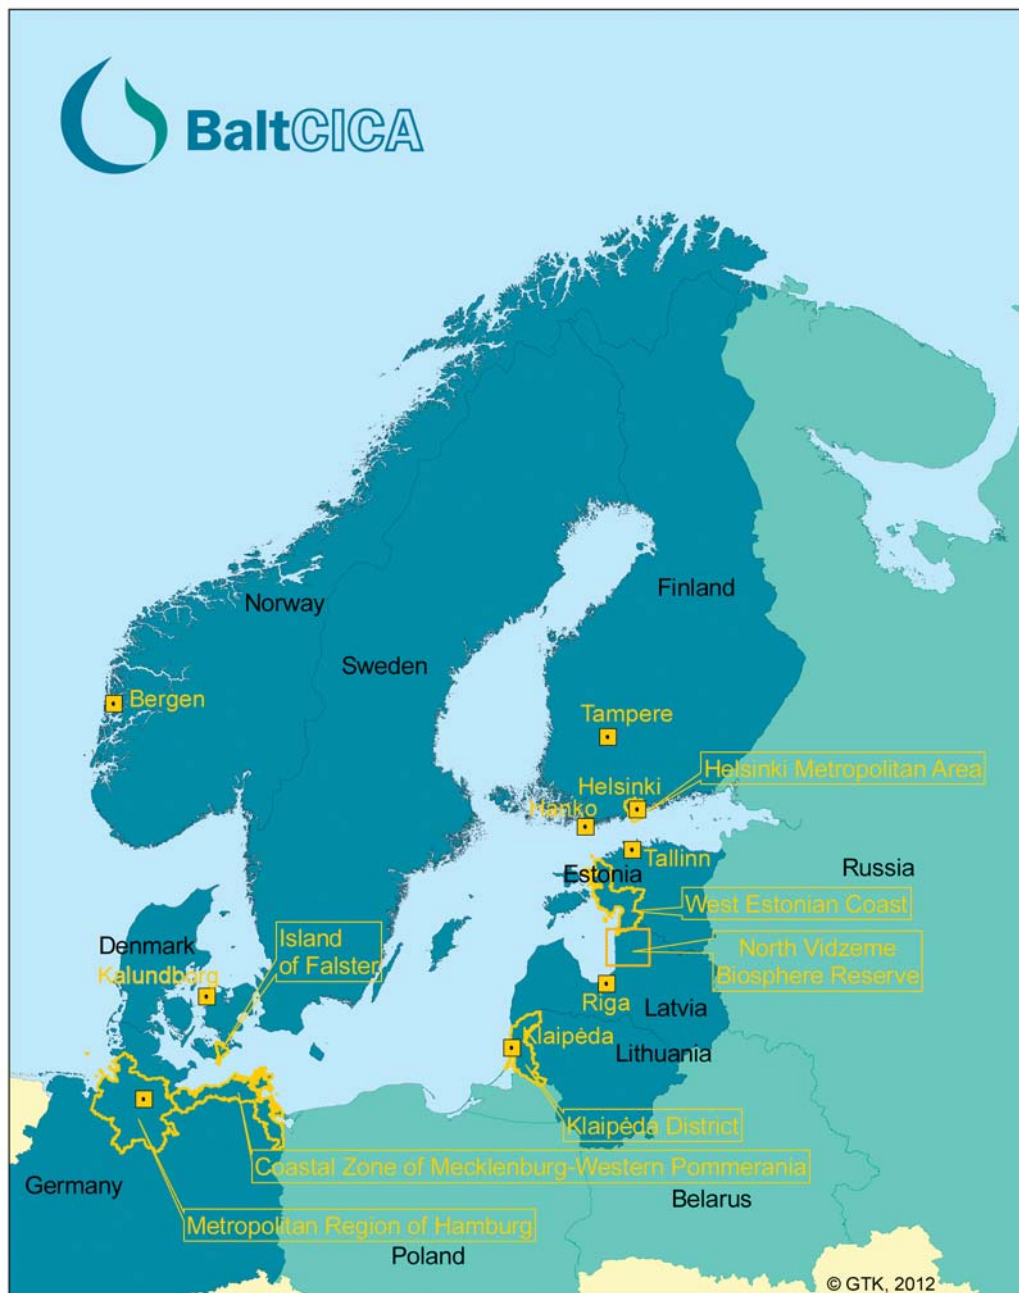 BaltCICA
Norway
Finland
Sweden
Bergen
Tampere
Helsinki Metropolitan Area
Helsinki
Hanko
Tallinn
Estonia
Russia
West Estonian Coast
Island
of Falster
Denmark
Kalundborg
North Vidzeme
Biosphere Reserve
Riga
Latvia
Klaipėda
Lithuania
Klaipėda District
Coastal Zone of Mecklenburg-Western Pommerania
Germany
Belarus
Metropolitan Region of Hamburg
Poland
© GTK, 2012